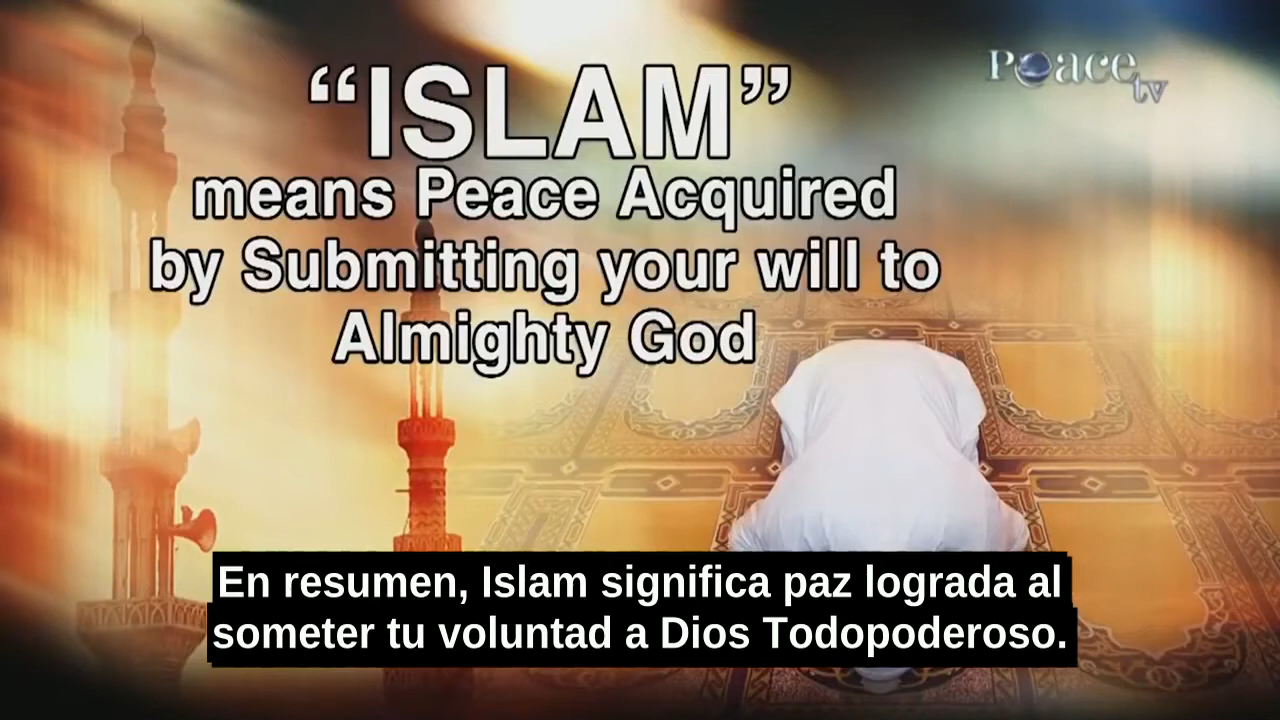 Peace tv
“ISLAM”
means Peace Acquired
by Submitting your will to
Almighty God
En resumen, Islam significa paz lograda al
someter tu voluntad a Dios Todopoderoso.